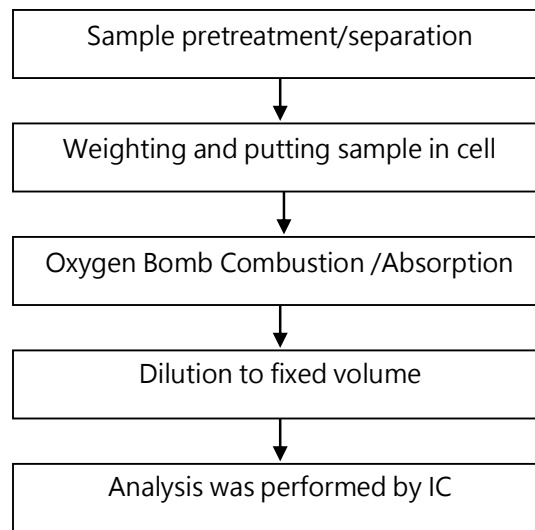 Sample pretreatment/separation
Weighting and putting sample in cell
Oxygen Bomb Combustion /Absorption
Dilution to fixed volume
Analysis was performed by IC